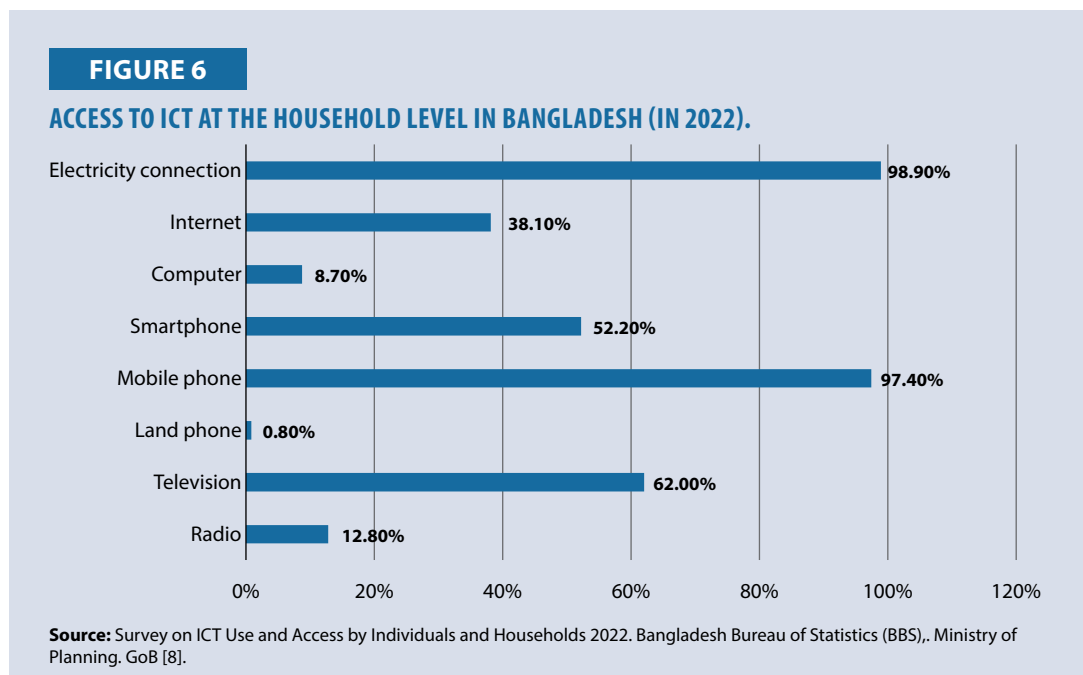 FIGURE 6
ACCESS TO ICT AT THE HOUSEHOLD LEVEL IN BANGLADESH (IN 2022).
Electricity connection 98.90%
Internet 38.10%
Computer 8.70%
Smartphone 52.20%
Mobile phone 97.40%
Land phone 0.80%
Television 62.00%
Radio 12.80%
0% 20% 40% 60% 80% 100% 120%
Source: Survey on ICT Use and Access by Individuals and Households 2022. Bangladesh Bureau of Statistics (BBS),. Ministry of
Planning. GoB [8].